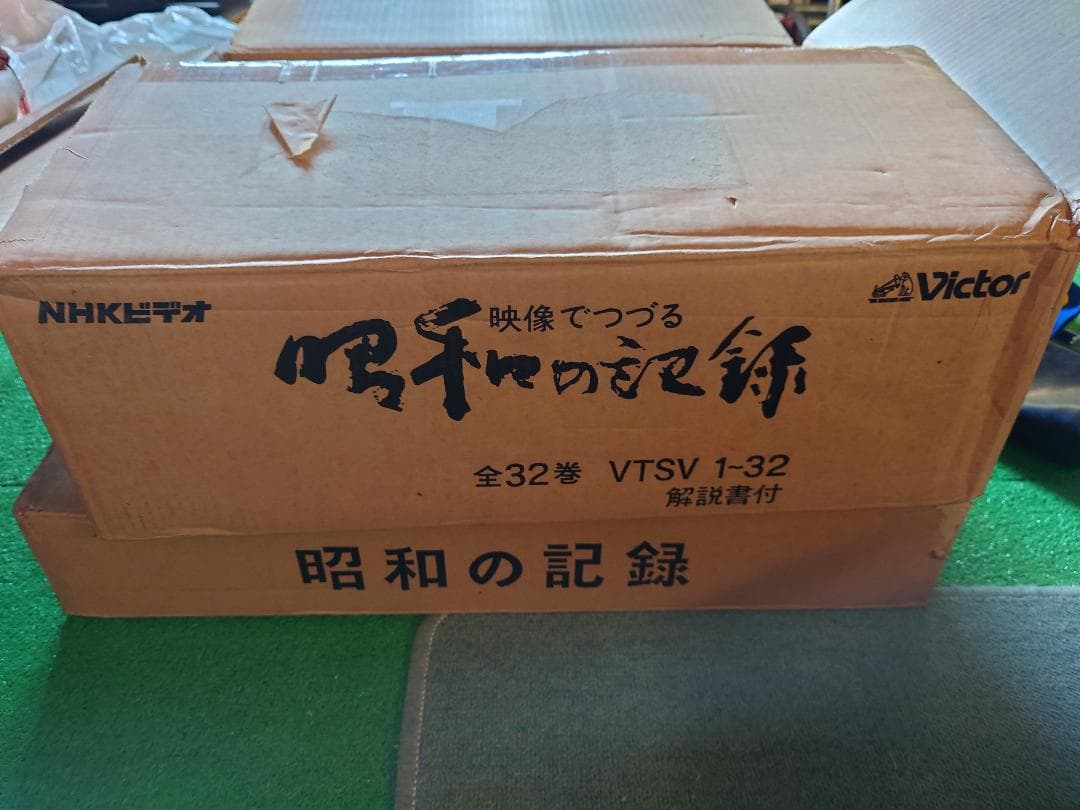 NHKビデオ
Victor
映像でつづる
昭和の記録
全32巻 VTSV 1~32
解説書付
昭和の記録